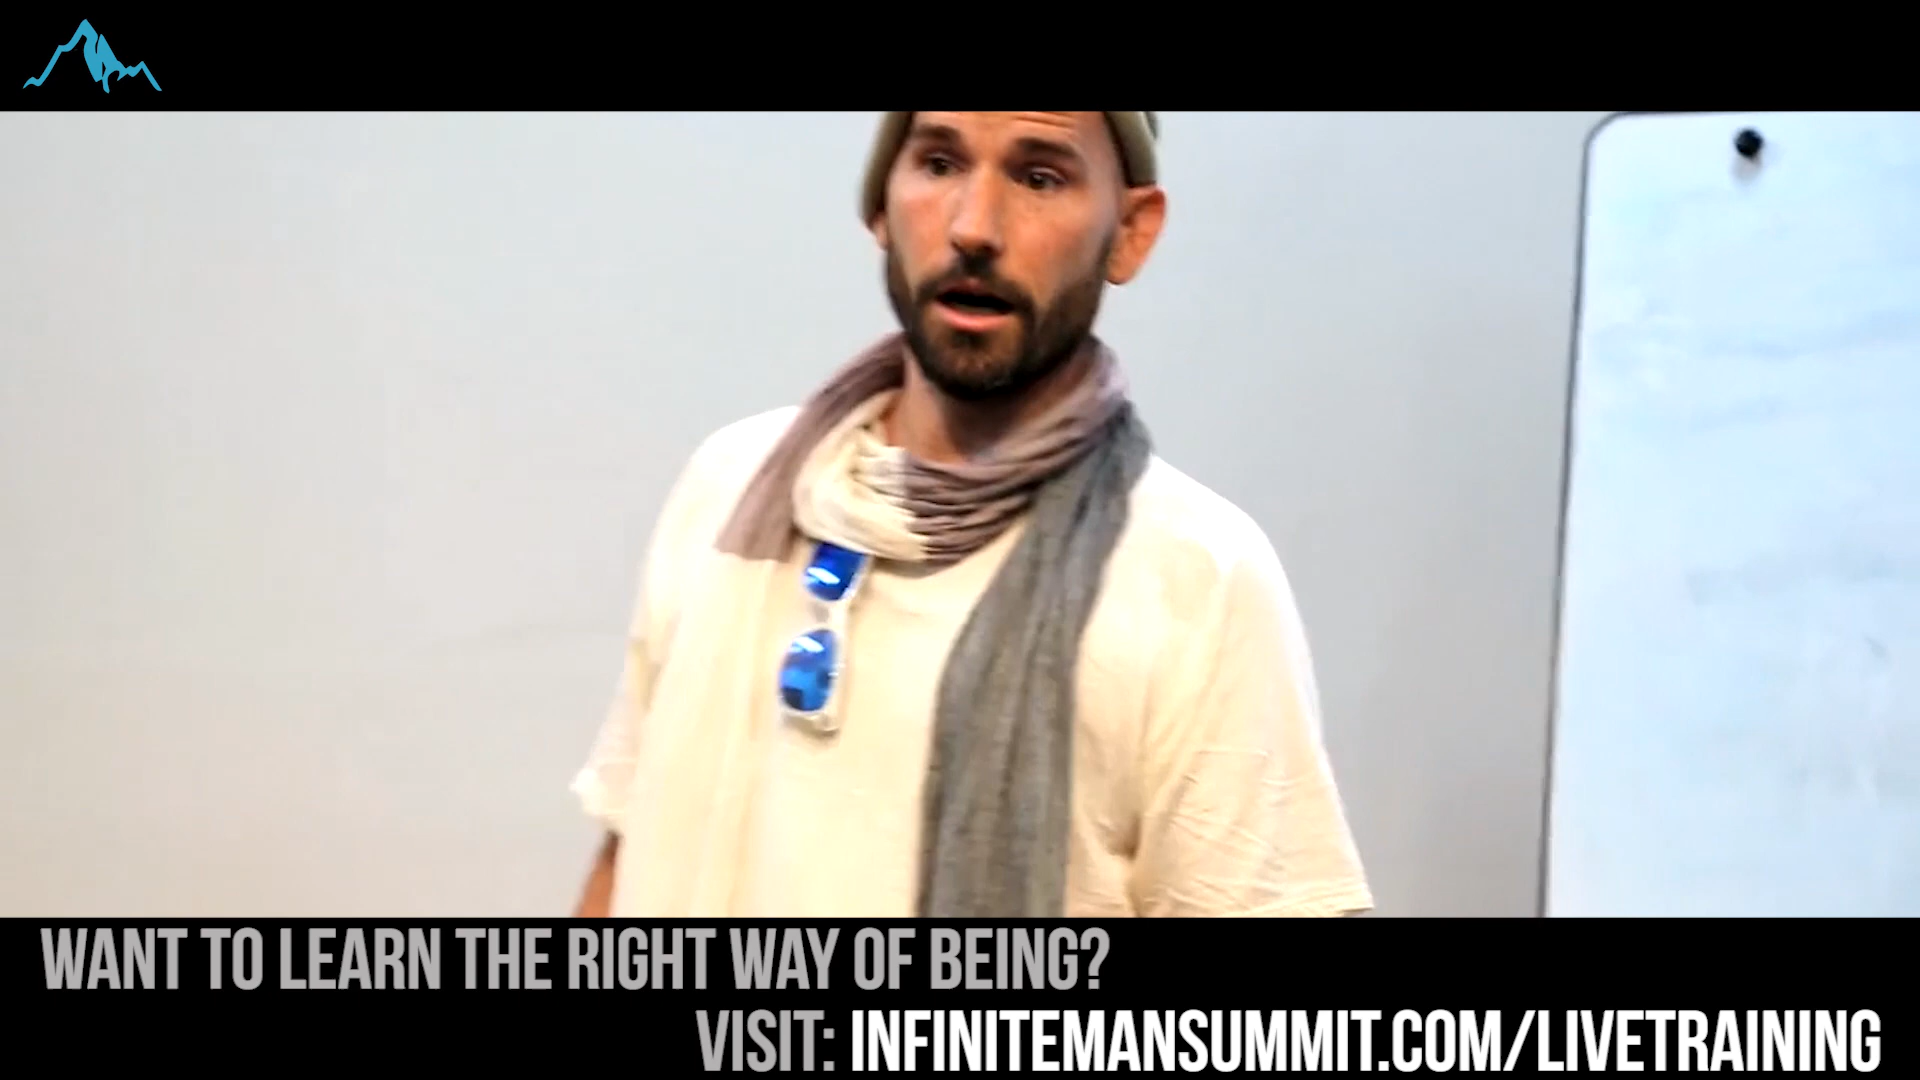 WANT TO LEARN THE RIGHT WAY OF BEING?
VISIT: INFINITEMANSUMMIT.COM/LIVETRAINING